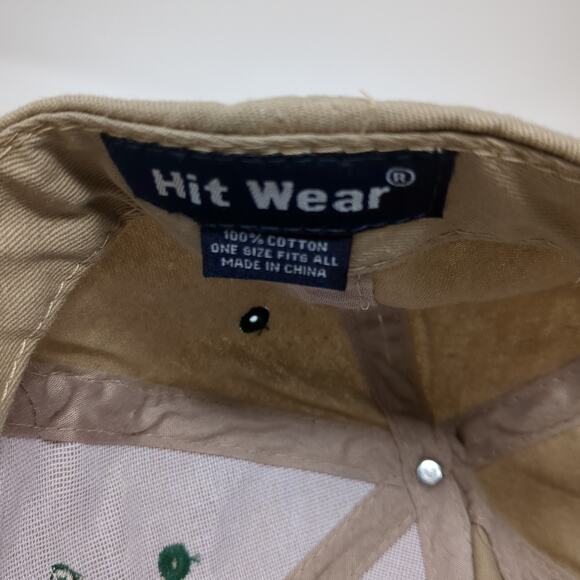 Hit Wear®
100% COTTON
ONE SIZE FITS ALL
MADE IN CHINA